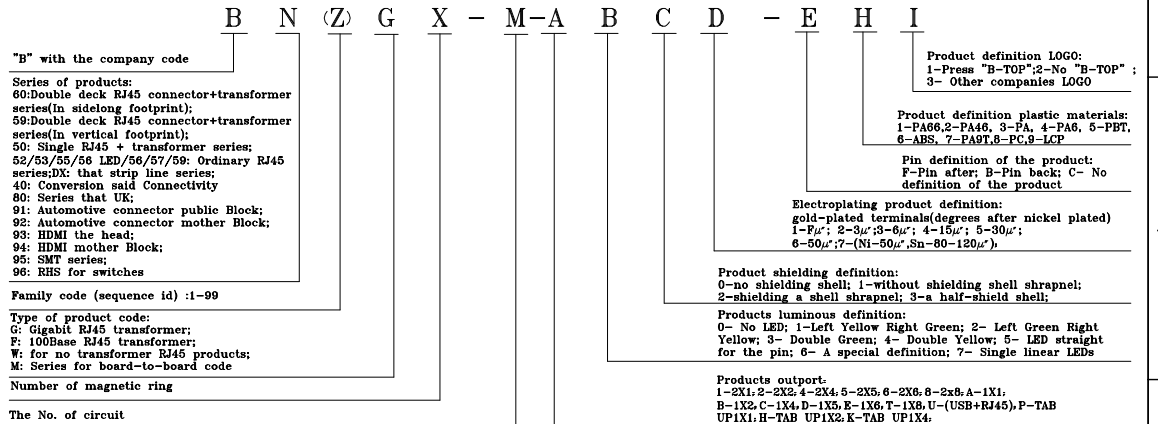 B N (Z) G X - M-A B C D - E H I
"B" with the company code
Series of products:
60:Double deck RJ45 connector+transformer
series(In sidelong footprint);
59:Double deck RJ45 connector+transformer
series(In vertical footprint);
50: Single RJ45 + transformer series;
52/53/55/56 LED/56/57/59: Ordinary RJ45
series;DX: that strip line series;
40: Conversion said Connectivity
80: Series that UK;
91: Automotive connector public Block;
92: Automotive connector mother Block;
93: HDMI the head;
94: HDMI mother Block;
95: SMT series;
96: RHS for switches
Family code (sequence id) :1-99
Type of product code:
G: Gigabit RJ45 transformer;
F: 100Base RJ45 transformer;
W: for no transformer RJ45 products;
M: Series for board-to-board code
Number of magnetic ring
The No. of circuit
Product definition LOGO:
1-Press "B-TOP";2-No "B-TOP" ;
3- Other companies LOGO
Product definition plastic materials:
1-PA66,2-PA46, 3-PA, 4-PA6, 5-PBT,
6-ABS, 7-PA9T,8-PC,9-LCP
Pin definition of the product:
F-Pin after; B-Pin back; C- No
definition of the product
Electroplating product definition:
gold-plated terminals(degrees after nickel plated)
1-Fμ"; 2-3μ";3-6μ"; 4-15μ"; 5-30μ";
6-50μ";7-(Ni-50μ",Sn-80-120μ");
Product shielding definition:
0-no shielding shell; 1-without shielding shell shrapnel;
2-shielding a shell shrapnel; 3-a half-shield shell;
Products luminous definition:
0- No LED; 1-Left Yellow Right Green; 2- Left Green Right
Yellow; 3- Double Green; 4- Double Yellow; 5- LED straight
for the pin; 6- A special definition; 7- Single linear LEDs
Products outport:
1-2X1; 2-2X2; 4-2X4; 5-2X5; 6-2X6; 8-2x8; A-1X1;
B-1X2; C-1X4; D-1X5; E-1X6; T-1X8; U-(USB+RJ45); P-TAB
UP1X1; H-TAB UP1X2; K-TAB UP1X4;